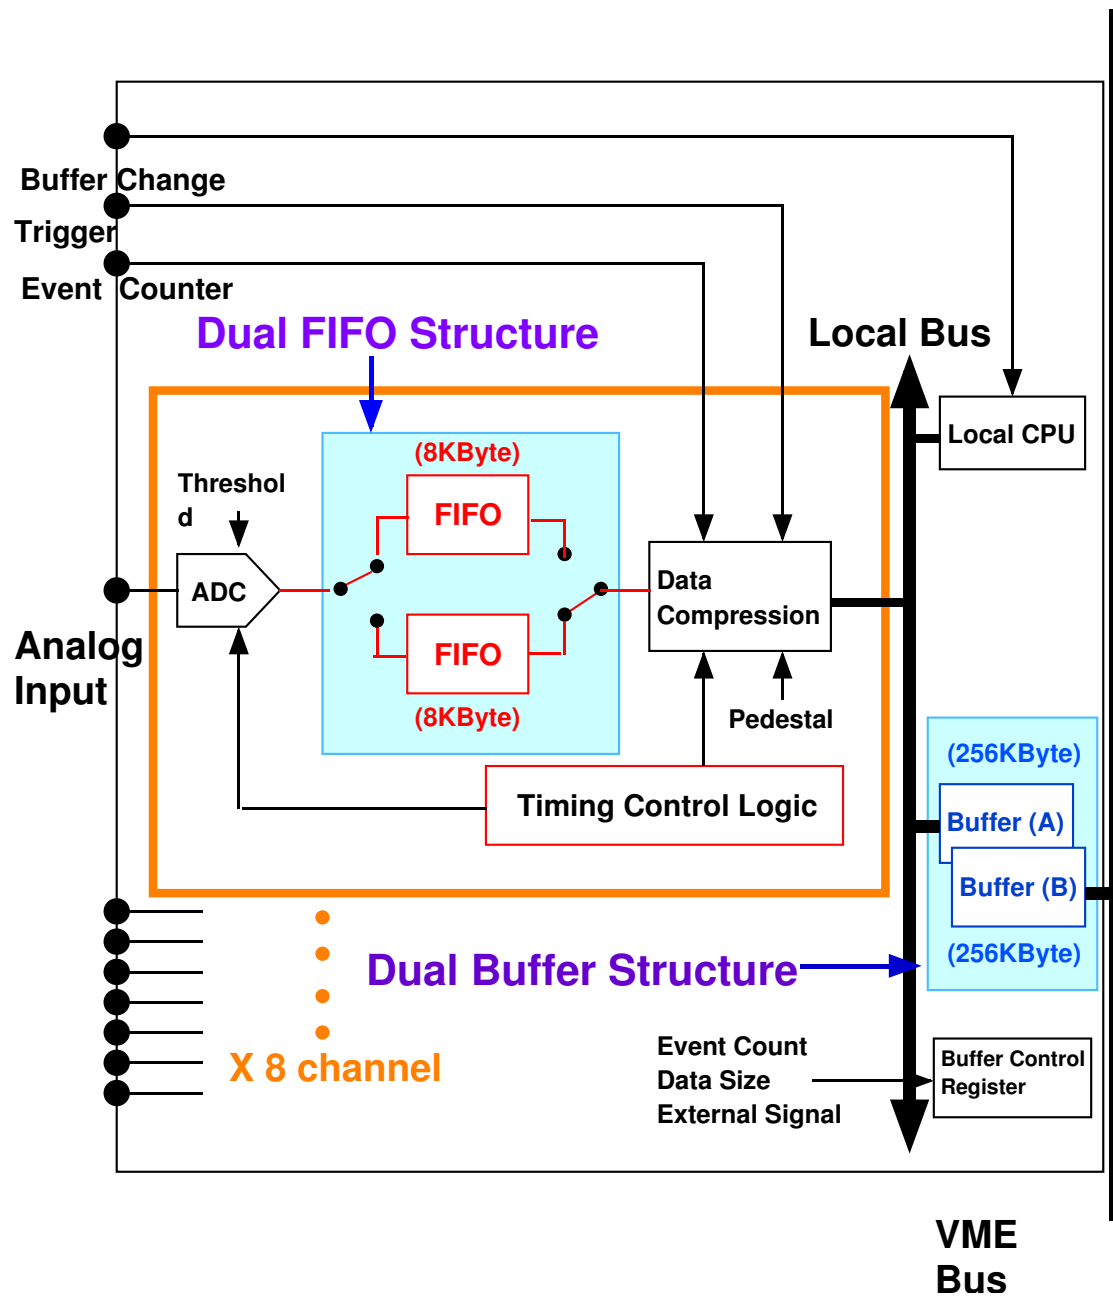 Buffer Change
Trigger
Event Counter
Dual FIFO Structure
Local Bus
Local CPU
(8KByte)
Threshol
d
FIFO
ADC
Data
Compression
Analog
Input
FIFO
(8KByte)
Pedestal
(256KByte)
Timing Control Logic
Buffer (A)
Buffer (B)
(256KByte)
Dual Buffer Structure
X 8 channel
Event Count
Data Size
External Signal
Buffer Control
Register
VME
Bus